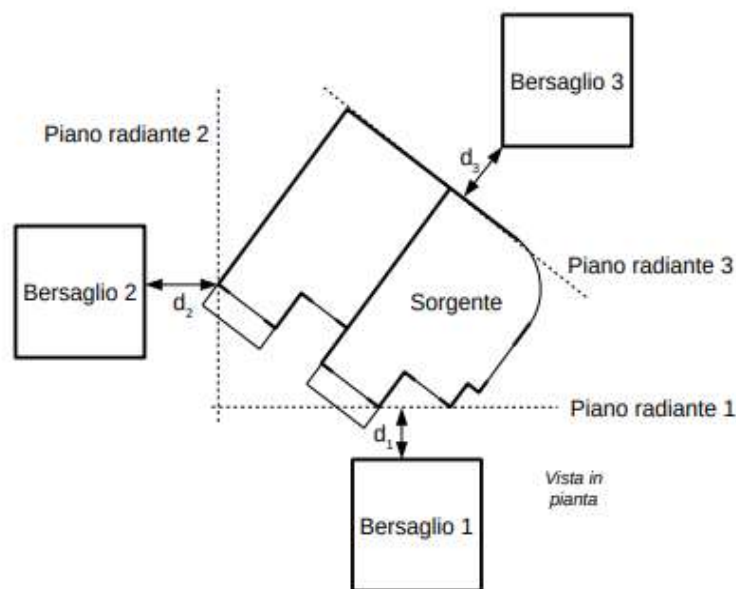 Bersaglio 3
Piano radiante 2
d₃
Piano radiante 3
Bersaglio 2
d₂
Sorgente
Piano radiante 1
d₁
Vista in
pianta
Bersaglio 1